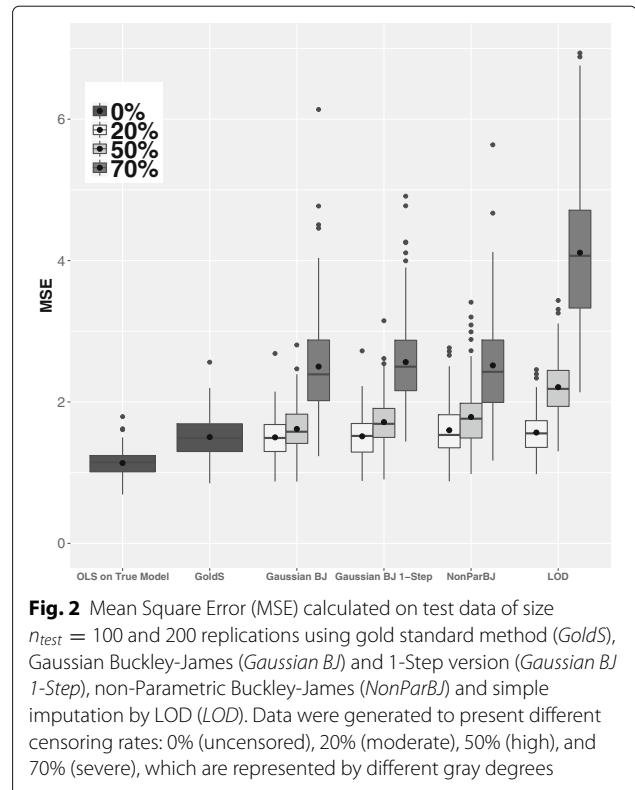 6
4
2
0
MSE
0%
20%
50%
70%
OLS on True Model GoldS Gaussian BJ Gaussian BJ 1-Step NonParBJ LOD
Fig. 2 Mean Square Error (MSE) calculated on test data of size
n_test = 100 and 200 replications using gold standard method (GoldS),
Gaussian Buckley-James (Gaussian BJ) and 1-Step version (Gaussian BJ
1-Step), non-Parametric Buckley-James (NonParBJ) and simple
imputation by LOD (LOD). Data were generated to present different
censoring rates: 0% (uncensored), 20% (moderate), 50% (high), and
70% (severe), which are represented by different gray degrees